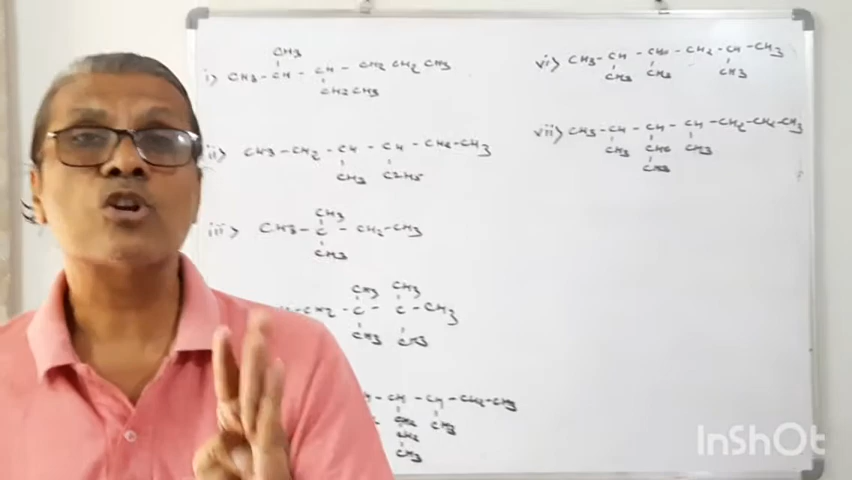 CH3
i) CH3 - CH - CH - CH2 CH2 CH3
CH2 CH3
ii) CH3 - CH2 - CH - CH - CH2 - CH3
CH3 C2H5
CH3
iii) CH3 - C - CH2 - CH3
CH3
CH3 CH3
CH2 - C - C - CH3
CH3 CH3
- CH - CH - CH2 - CH3
CH2 CH3
CH2
CH3
vi) CH3 - CH - CH - CH2 - CH - CH3
CH3 CH3 CH3
vii) CH3 - CH - CH - CH - CH2 - CH2 - CH3
CH3 CH2 CH3
CH3
InShOt